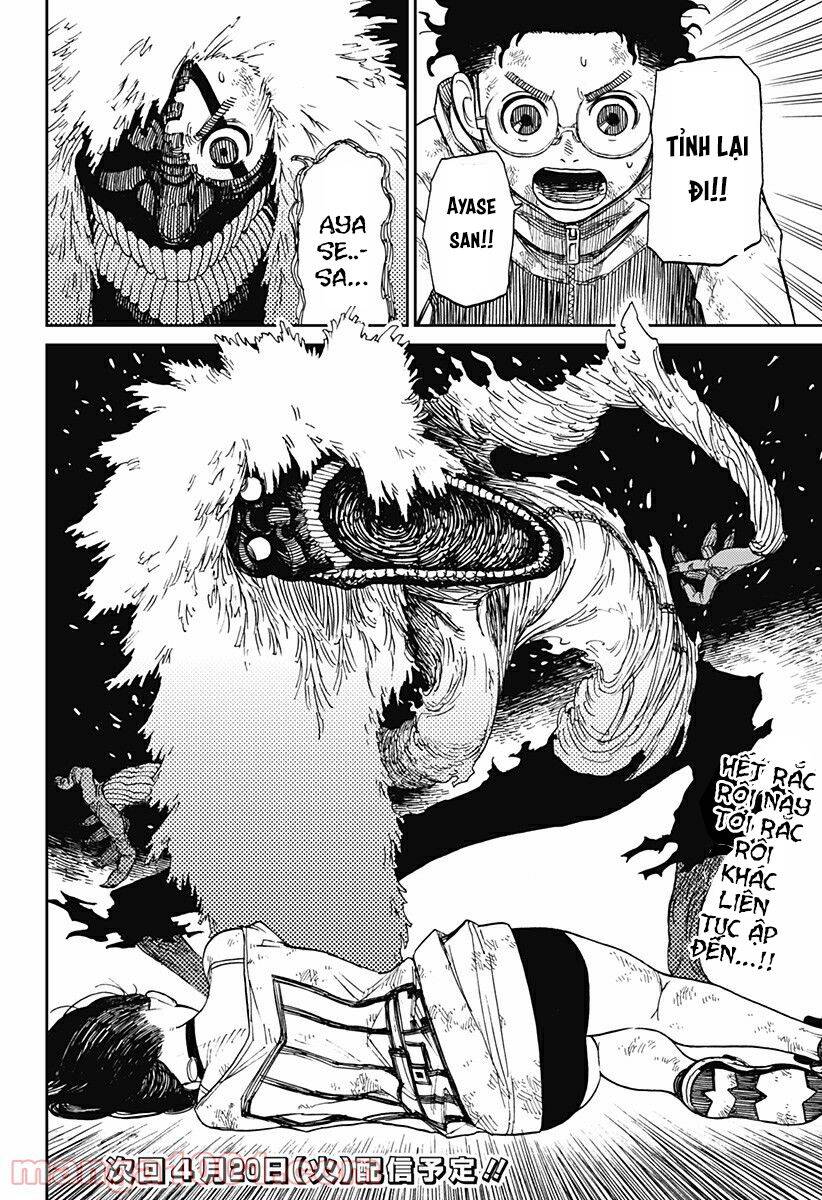 TỈNH LẠI
ĐI!!
AYASE
SAN!!
AYA
SE..-
SA...
HẾT RẮC
RỐI NÀY
TỚI RẮC
RỐI
KHÁC
LIÊN
TỤC ẬP
ĐẾN...!!
次回4月20日(火)配信予定!!